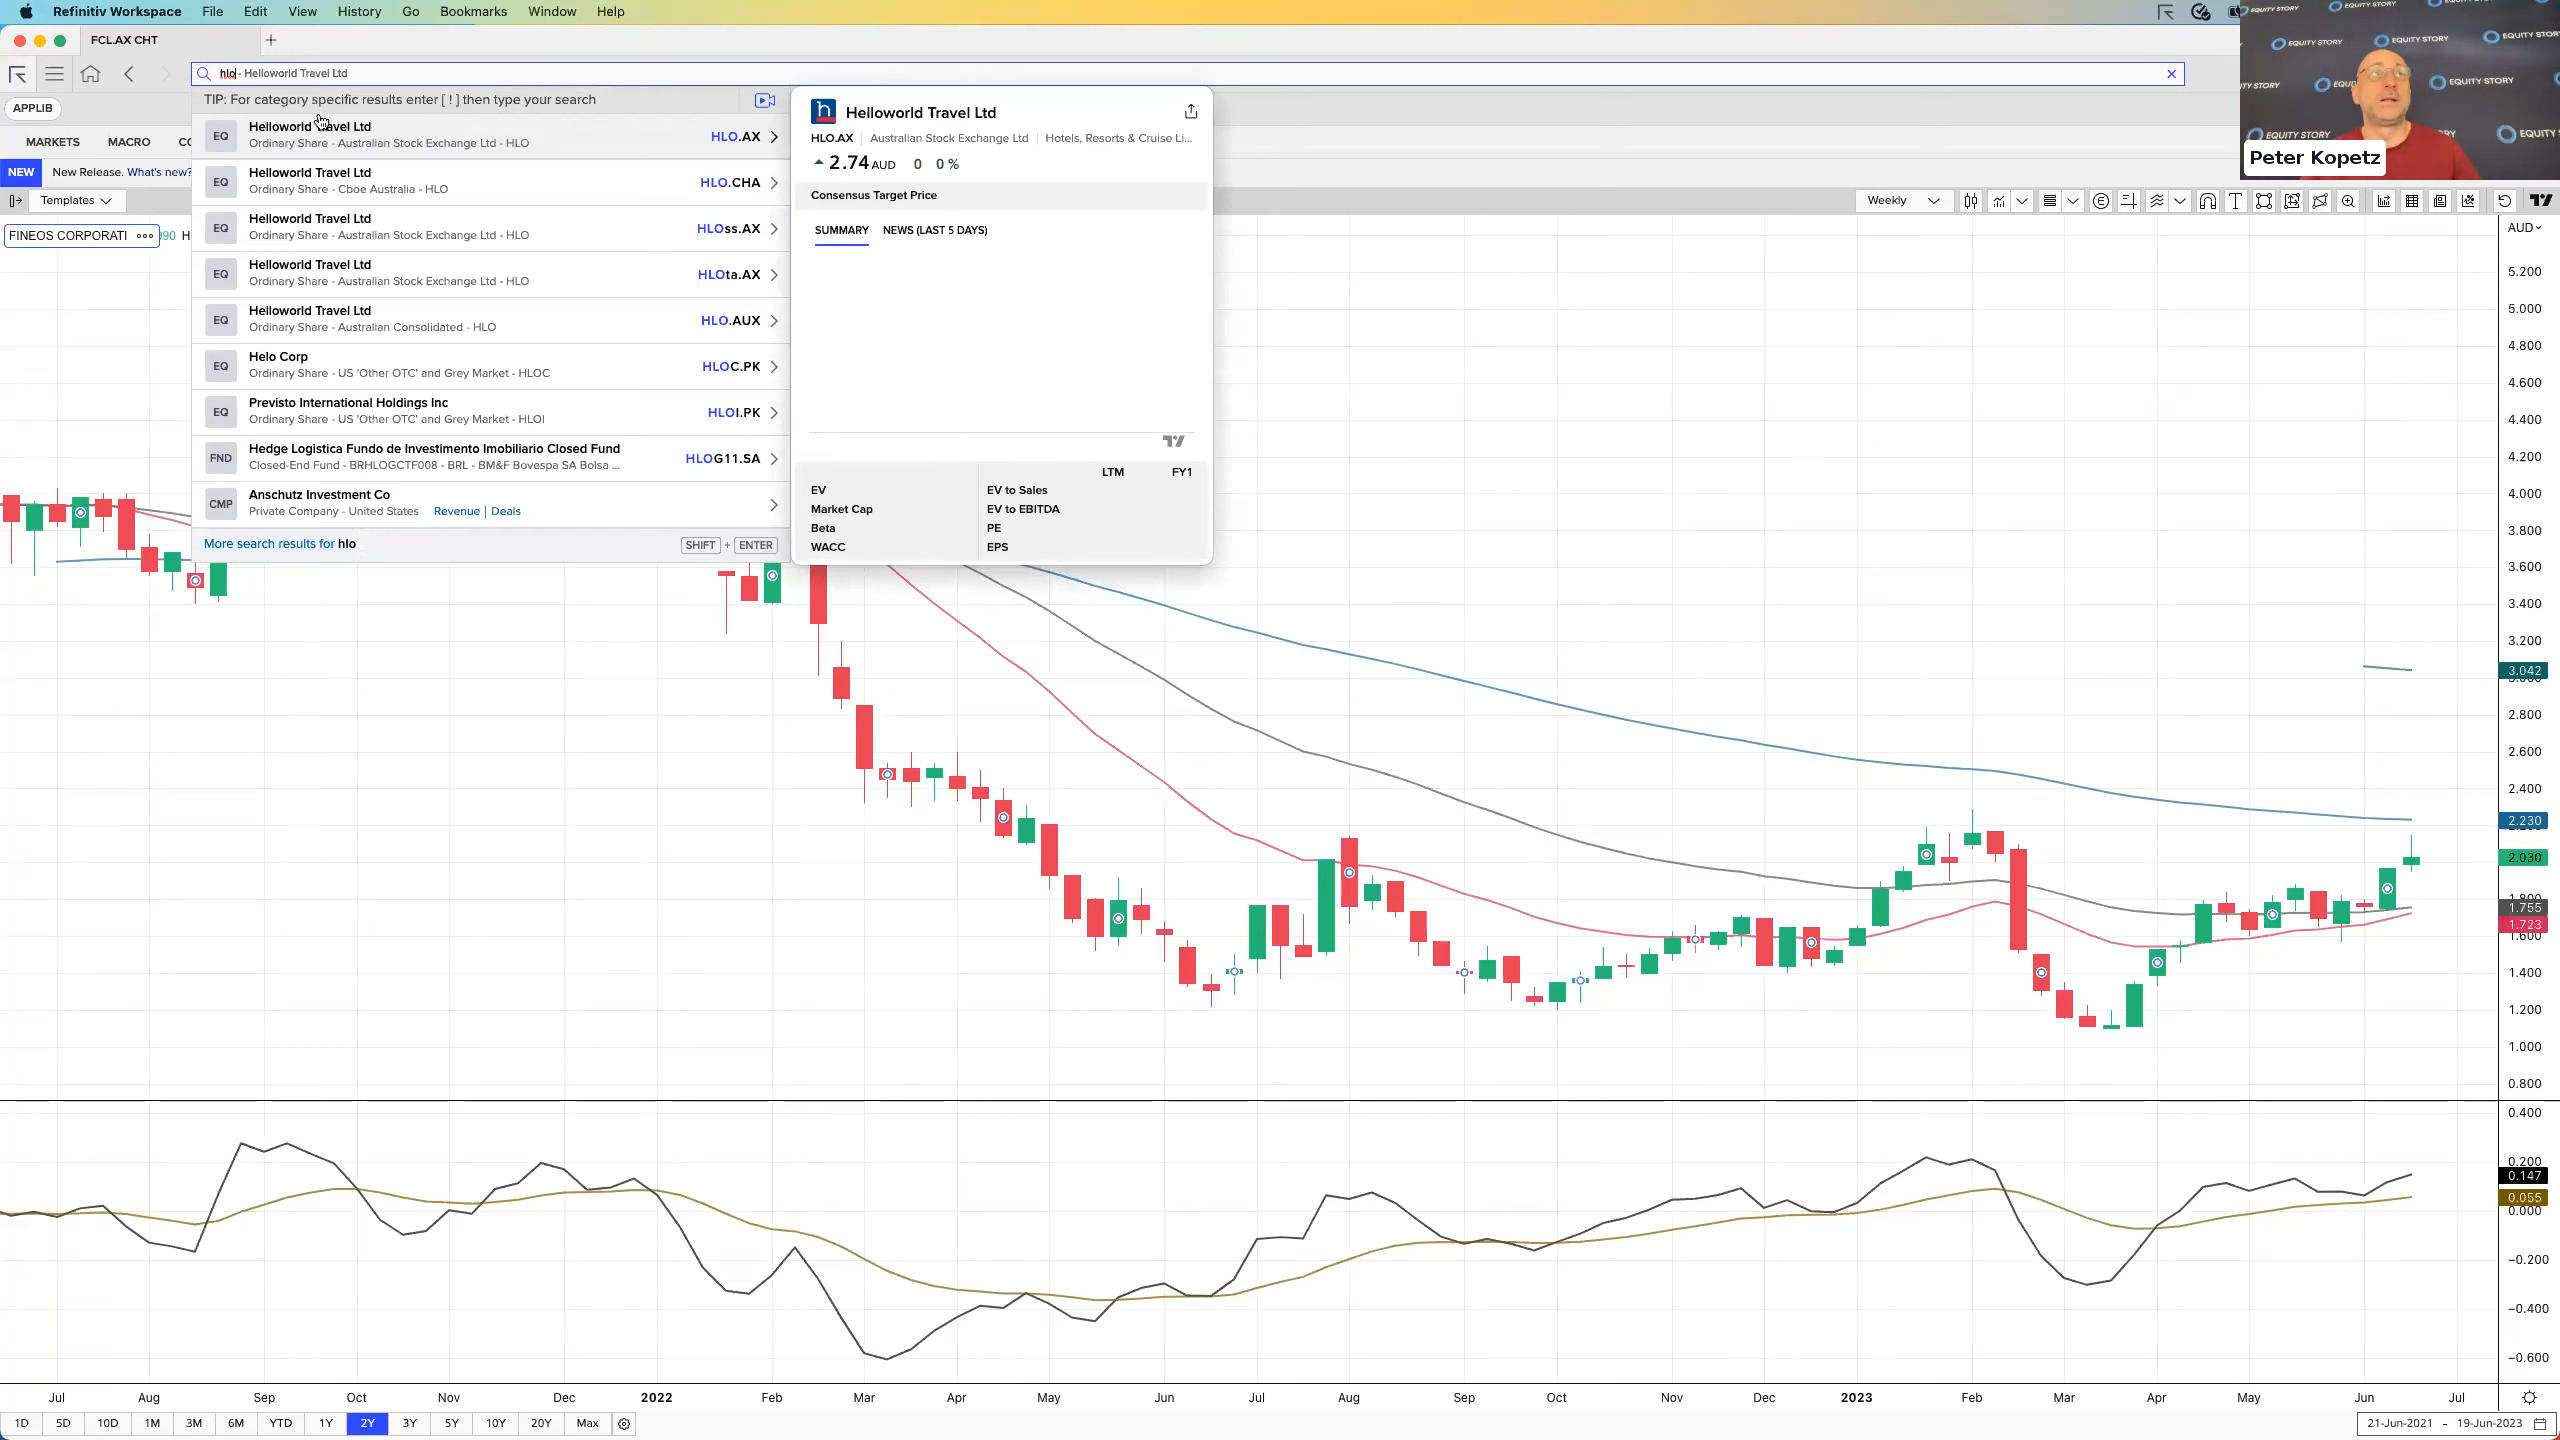 Refinitiv Workspace File Edit View History Go Bookmarks Window Help
FCL.AX CHT
hlo - Helloworld Travel Ltd
APPLIB
TIP: For category specific results enter [ ! ] then type your search
MARKETS MACRO
NEW New Release. What's new?
Templates
FINEOS CORPORATI
Helloworld Travel Ltd
EQ HLO.AX
Ordinary Share - Australian Stock Exchange Ltd - HLO
Helloworld Travel Ltd
EQ HLO.CHA
Ordinary Share - Cboe Australia - HLO
Helloworld Travel Ltd
EQ HLOss.AX
Ordinary Share - Australian Stock Exchange Ltd - HLO
Helloworld Travel Ltd
EQ HLOta.AX
Ordinary Share - Australian Stock Exchange Ltd - HLO
Helloworld Travel Ltd
EQ HLO.AUX
Ordinary Share - Australian Consolidated - HLO
Helo Corp
EQ HLOC.PK
Ordinary Share - US 'Other OTC' and Grey Market - HLOC
Previsto International Holdings Inc
EQ HLOI.PK
Ordinary Share - US 'Other OTC' and Grey Market - HLOI
Hedge Logistica Fundo de Investimento Imobiliario Closed Fund
FND HLOG11.SA
Closed-End Fund - BRHLOGCTF008 - BRL - BM&F Bovespa SA Bolsa ...
Anschutz Investment Co
CMP
Private Company - United States Revenue | Deals
More search results for hlo SHIFT + ENTER
h Helloworld Travel Ltd
HLO.AX Australian Stock Exchange Ltd Hotels, Resorts & Cruise Li...
2.74 AUD 0 0 %
Consensus Target Price
SUMMARY NEWS (LAST 5 DAYS)
LTM FY1
EV EV to Sales
Market Cap EV to EBITDA
Beta PE
WACC EPS
EQUITY STORY
Peter Kopetz
Weekly
AUD
5.200
5.000
4.800
4.600
4.400
4.200
4.000
3.800
3.600
3.400
3.200
3.042
2.800
2.600
2.400
2.230
2.030
1.755
1.723
1.600
1.400
1.200
1.000
0.800
0.400
0.200
0.147
0.055
0.000
−0.200
−0.400
−0.600
Jul Aug Sep Oct Nov Dec 2022 Feb Mar Apr May Jun Jul Aug Sep Oct Nov Dec 2023 Feb Mar Apr May Jun Jul
1D 5D 10D 1M 3M 6M YTD 1Y 2Y 3Y 5Y 10Y 20Y Max
21-Jun-2021 - 19-Jun-2023